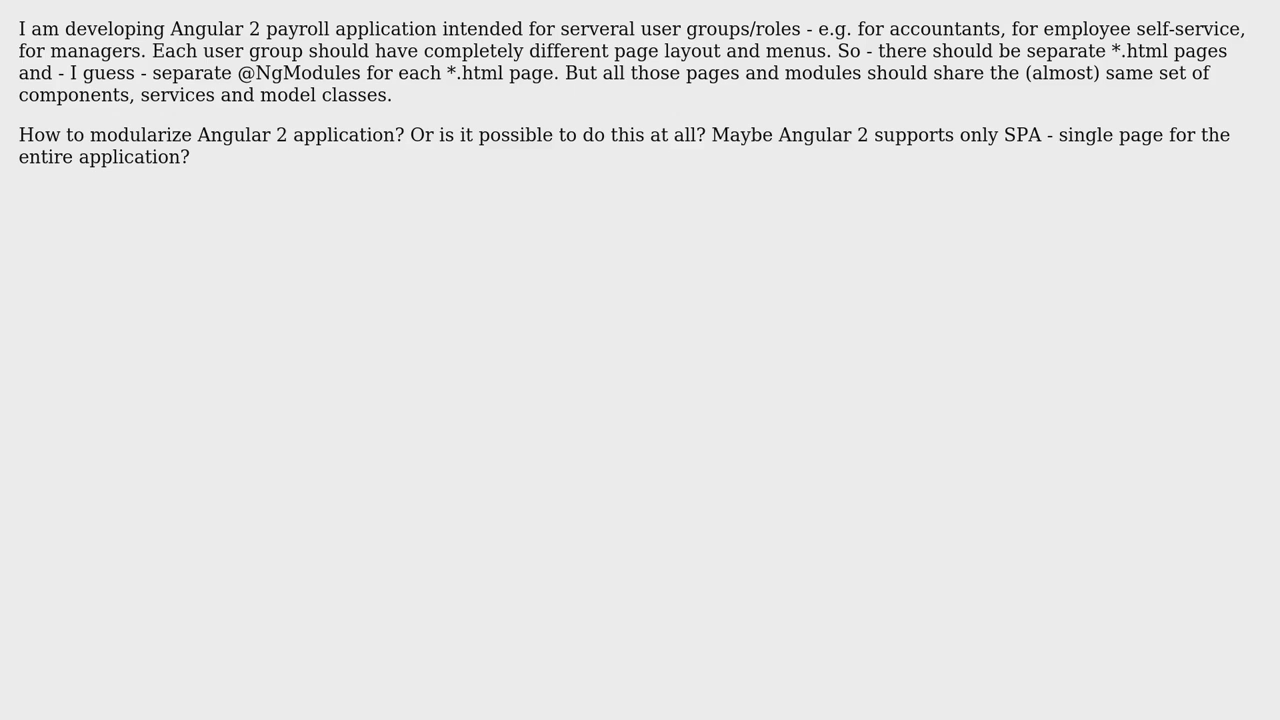 I am developing Angular 2 payroll application intended for serveral user groups/roles - e.g. for accountants, for employee self-service,
for managers. Each user group should have completely different page layout and menus. So - there should be separate *.html pages
and - I guess - separate @NgModules for each *.html page. But all those pages and modules should share the (almost) same set of
components, services and model classes.
How to modularize Angular 2 application? Or is it possible to do this at all? Maybe Angular 2 supports only SPA - single page for the
entire application?